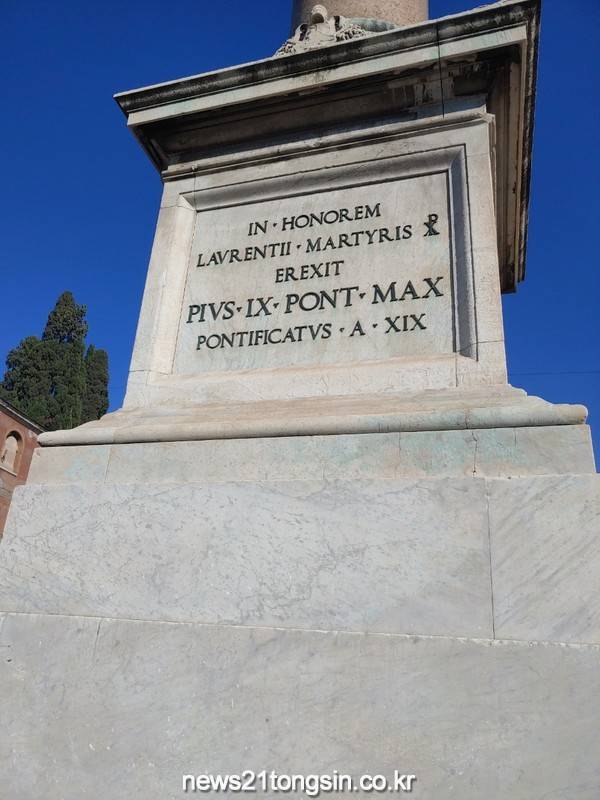 IN · HONOREM
LAVRENTII · MARTYRIS ☧
EREXIT
PIVS · IX · PONT · MAX
PONTIFICATVS · A · XIX
news21tongsin.co.kr